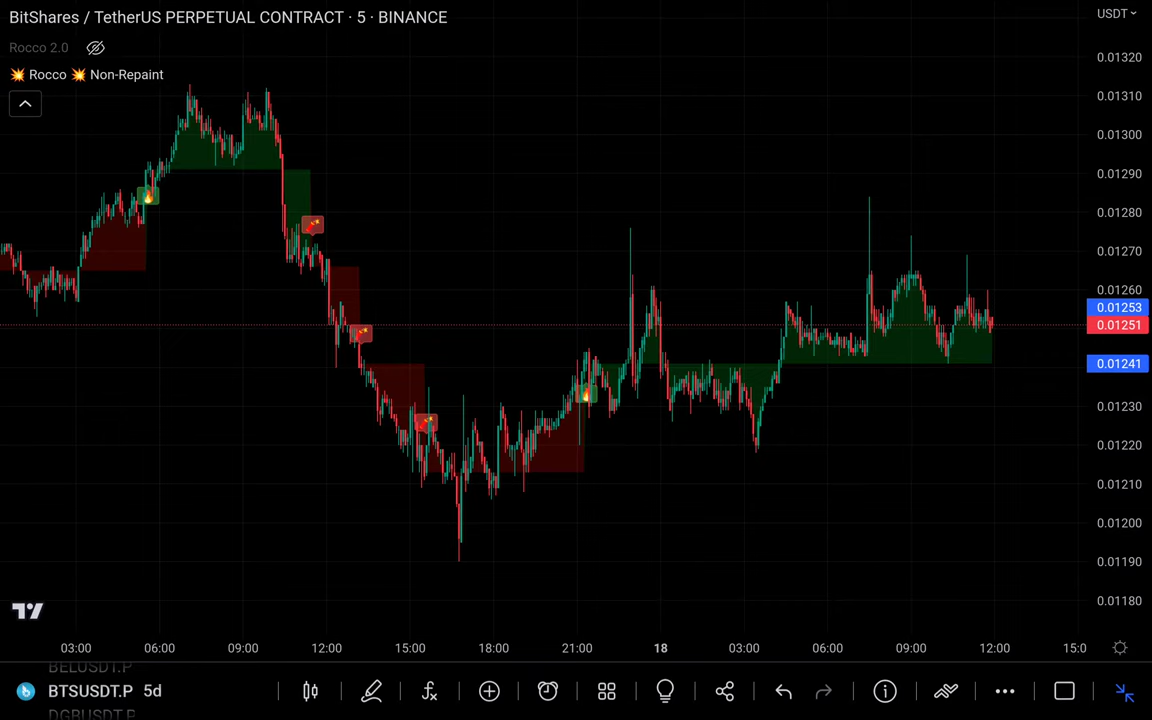 BitShares / TetherUS PERPETUAL CONTRACT · 5 · BINANCE
USDT
Rocco 2.0
💥 Rocco 💥 Non-Repaint
0.01320
0.01310
0.01300
0.01290
0.01280
0.01270
0.01260
0.01253
0.01251
0.01241
0.01230
0.01220
0.01210
0.01200
0.01190
0.01180
03:00 06:00 09:00 12:00 15:00 18:00 21:00 18 03:00 06:00 09:00 12:00 15:0
BELUSDT.P
BTSUSDT.P 5d
DGBUSDT.P